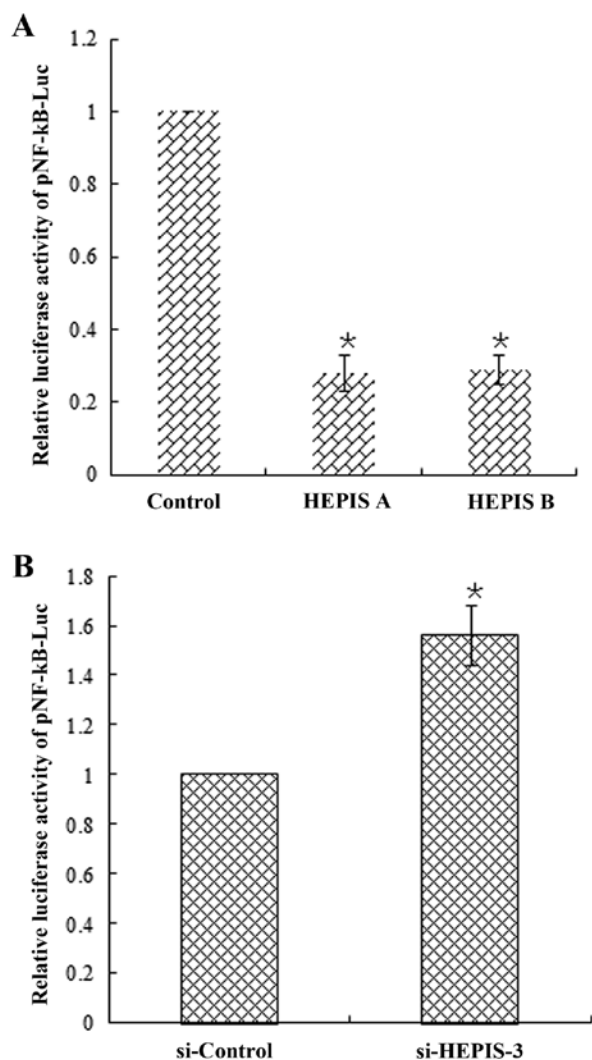 A
Relative luciferase activity of pNF-kB-Luc
1.2
1
0.8
0.6
0.4
0.2
0
*
*
Control
HEPIS A
HEPIS B
B
Relative luciferase activity of pNF-kB-Luc
1.8
1.6
1.4
1.2
1
0.8
0.6
0.4
0.2
0
*
si-Control
si-HEPIS-3